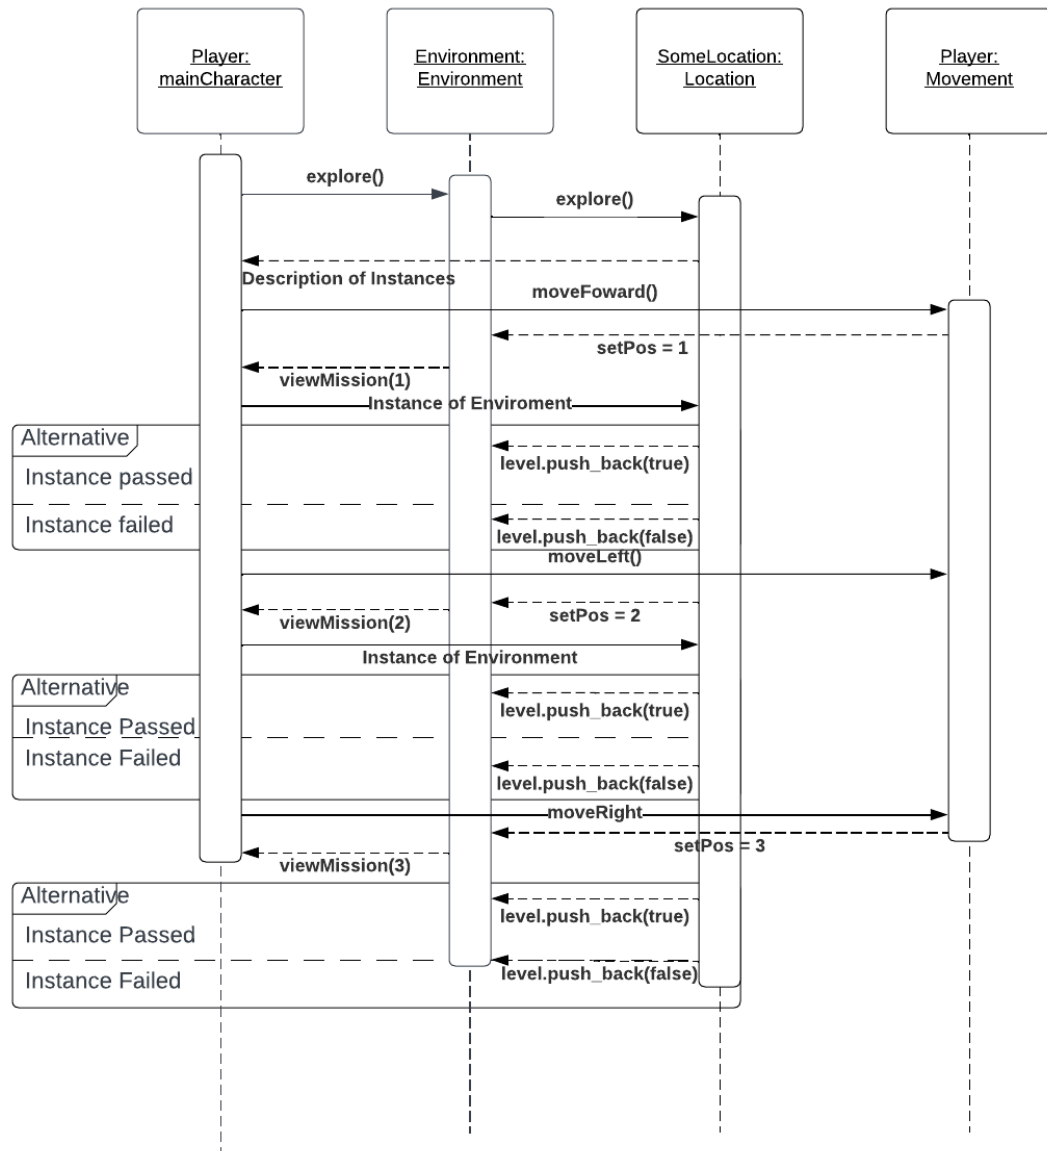 Player:
mainCharacter
Environment:
Environment
SomeLocation:
Location
Player:
Movement
explore()
explore()
Description of Instances
moveFoward()
setPos = 1
viewMission(1)
Instance of Enviroment
Alternative
level.push_back(true)
Instance passed
Instance failed
level.push_back(false)
moveLeft()
setPos = 2
viewMission(2)
Instance of Environment
Alternative
level.push_back(true)
Instance Passed
Instance Failed
level.push_back(false)
moveRight
setPos = 3
viewMission(3)
Alternative
level.push_back(true)
Instance Passed
level.push_back(false)
Instance Failed